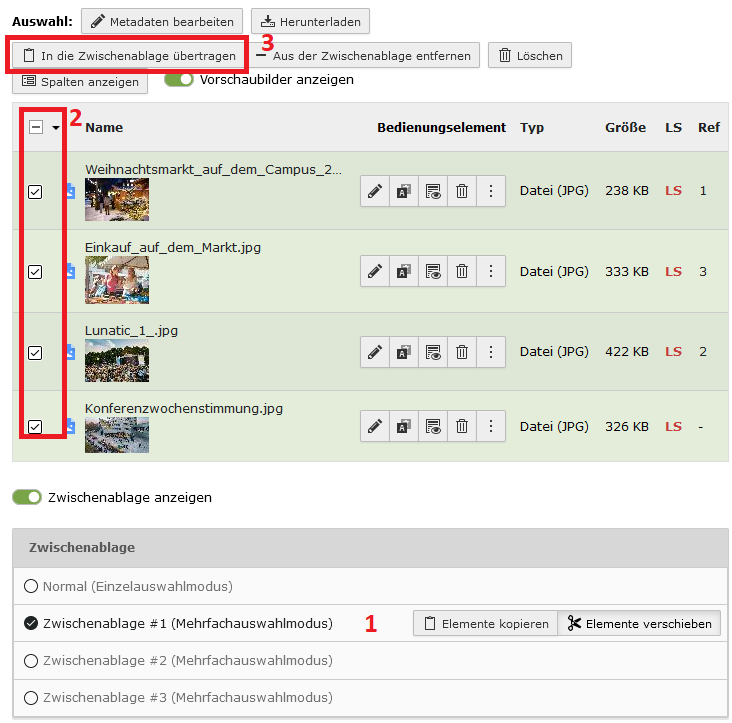 Auswahl: Metadaten bearbeiten Herunterladen
In die Zwischenablage übertragen 3 Aus der Zwischenablage entfernen Löschen
Spalten anzeigen Vorschaubilder anzeigen
2 Name Bedienungselement Typ Größe LS Ref
Weihnachtsmarkt_auf_dem_Campus_2...
Datei (JPG) 238 KB LS 1
Einkauf_auf_dem_Markt.jpg
Datei (JPG) 333 KB LS 3
Lunatic_1_.jpg
Datei (JPG) 422 KB LS 2
Konferenzwochenstimmung.jpg
Datei (JPG) 326 KB LS -
Zwischenablage anzeigen
Zwischenablage
Normal (Einzelauswahlmodus)
Zwischenablage #1 (Mehrfachauswahlmodus) 1 Elemente kopieren Elemente verschieben
Zwischenablage #2 (Mehrfachauswahlmodus)
Zwischenablage #3 (Mehrfachauswahlmodus)